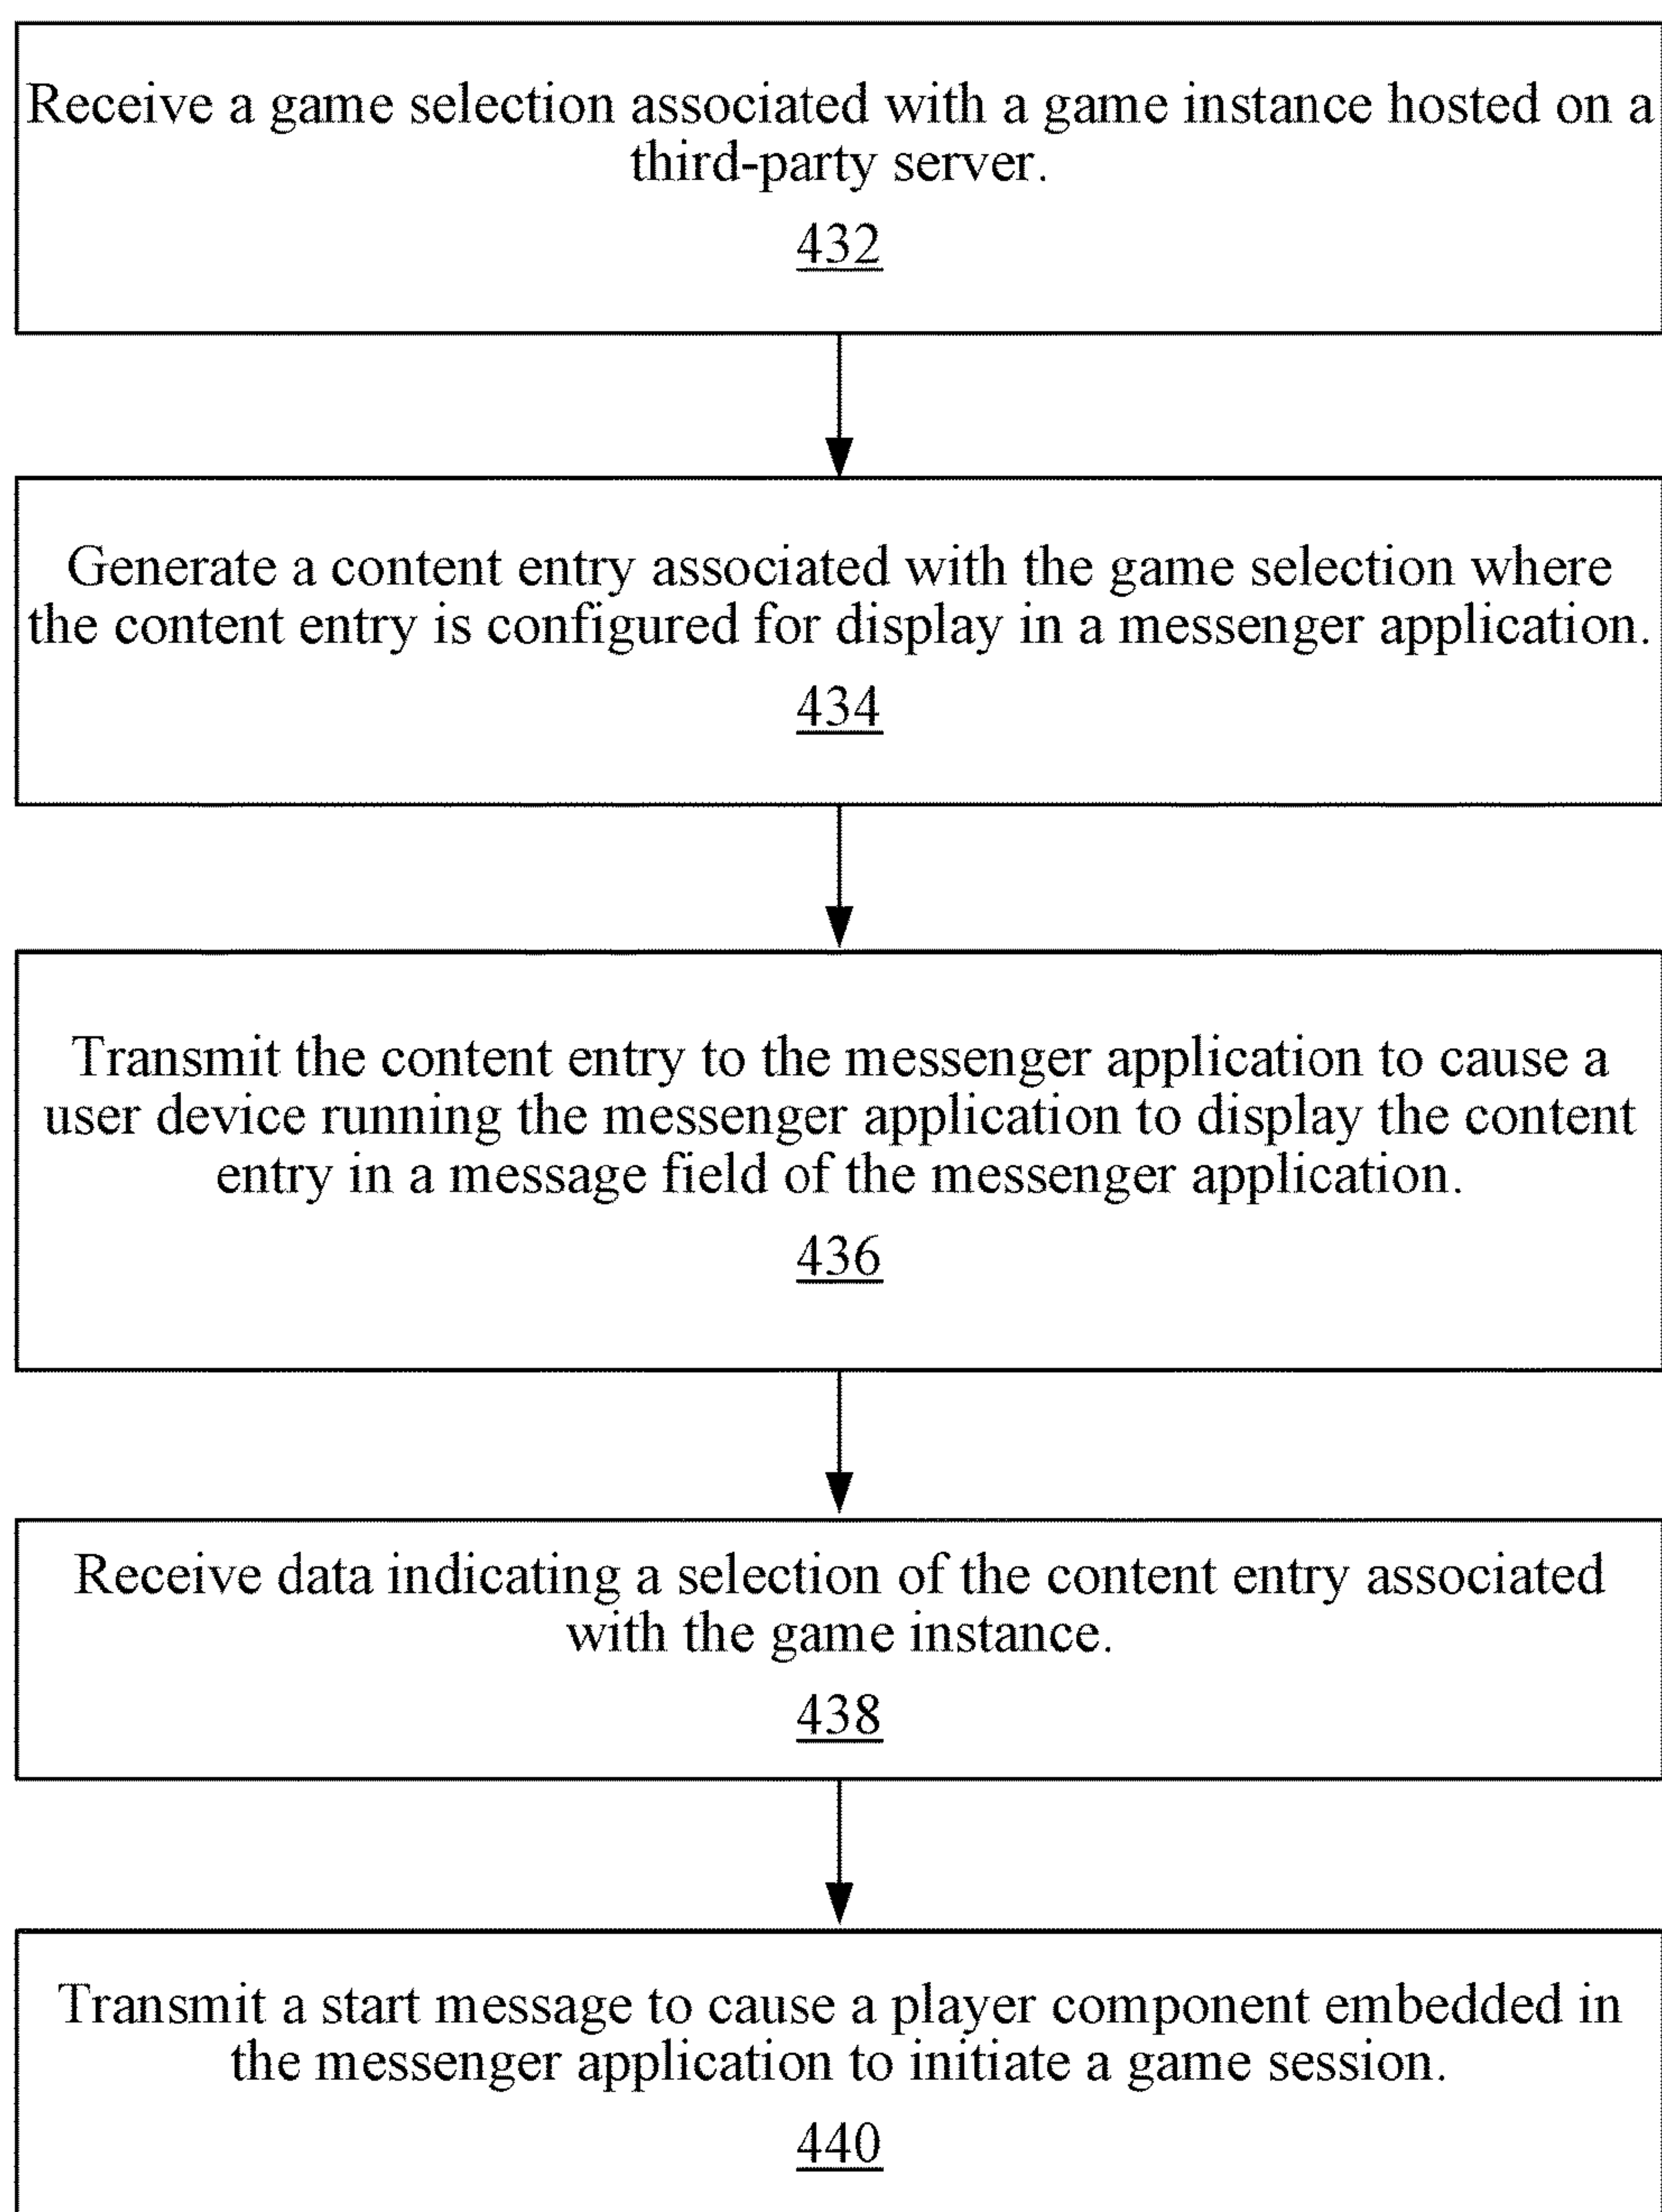 Receive a game selection associated with a game instance hosted on a
third-party server.
432
Generate a content entry associated with the game selection where
the content entry is configured for display in a messenger application.
434
Transmit the content entry to the messenger application to cause a
user device running the messenger application to display the content
entry in a message field of the messenger application.
436
Receive data indicating a selection of the content entry associated
with the game instance.
438
Transmit a start message to cause a player component embedded in
the messenger application to initiate a game session.
440